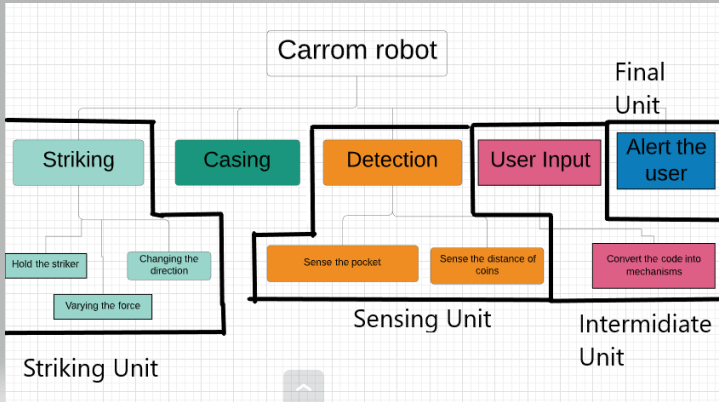 Carrom robot
Final
Unit
Striking
Casing
Detection
User Input
Alert the
user
Hold the striker
Changing the
direction
Varying the force
Sense the pocket
Sense the distance of
coins
Convert the code into
mechanisms
Striking Unit
Sensing Unit
Intermidiate
Unit